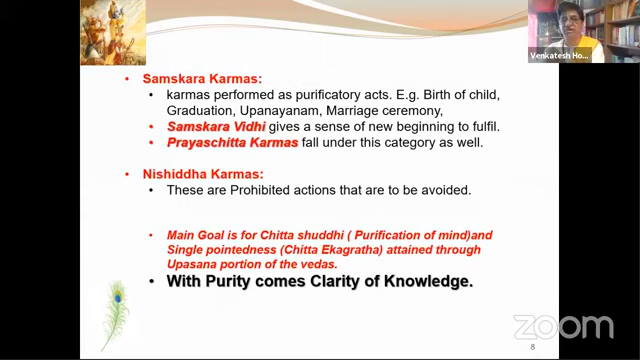 Samskara Karmas:
karmas performed as purificatory acts. E.g. Birth of child,
Graduation, Upanayanam, Marriage ceremony,
Samskara Vidhi gives a sense of new beginning to fulfil.
Prayaschitta Karmas fall under this category as well.
Nishiddha Karmas:
These are Prohibited actions that are to be avoided.
Main Goal is for Chitta shuddhi ( Purification of mind)and
Single pointedness (Chitta Ekagratha) attained through
Upasana portion of the vedas.
With Purity comes Clarity of Knowledge.
Venkatesh Ho...
zoom
8